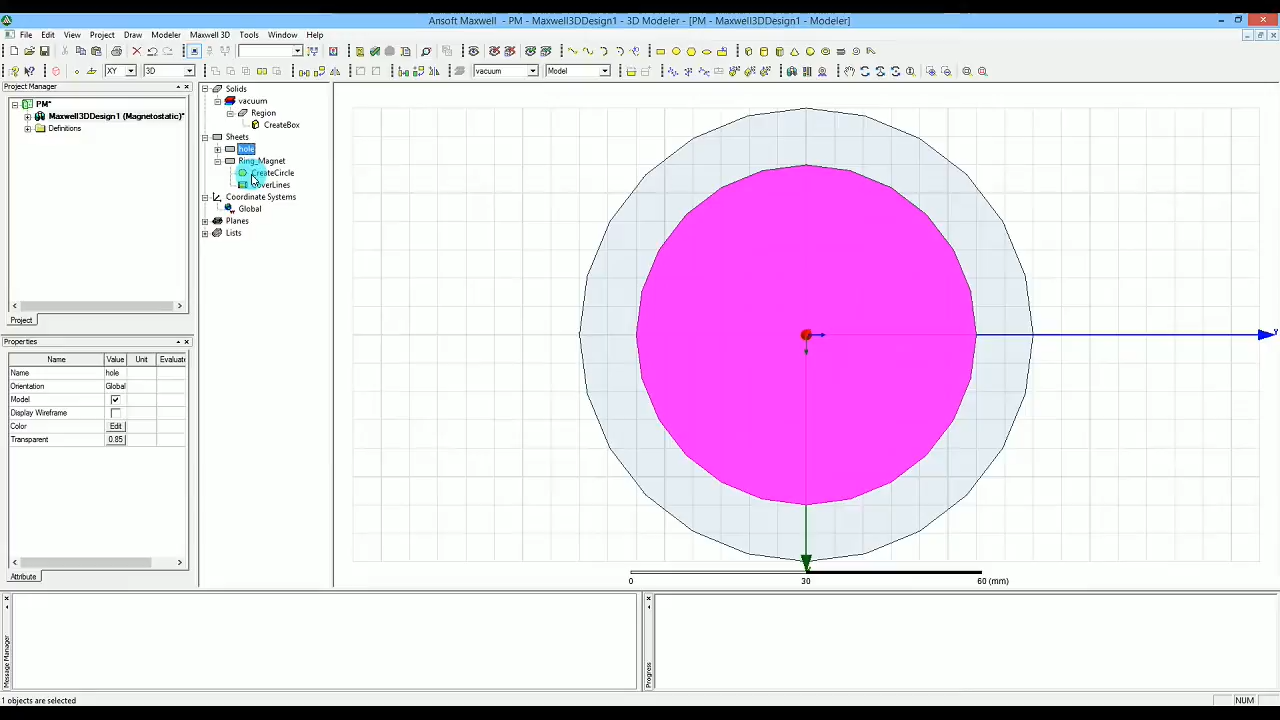 Ansoft Maxwell - PM - Maxwell3DDesign1 - 3D Modeler - [PM - Maxwell3DDesign1 - Modeler]
File Edit View Project Draw Modeler Maxwell 3D Tools Window Help
XY 3D vacuum Model
Project Manager
PM*
Maxwell3DDesign1 (Magnetostatic)*
Definitions
Project
Solids
vacuum
Region
CreateBox
Sheets
hole
Ring_Magnet
CreateCircle
CoverLines
Coordinate Systems
Global
Planes
Lists
Properties
Name Value Unit Evaluate
Name hole
Orientation Global
Model
Display Wireframe
Color Edit
Transparent 0.85
Attribute
0 30 60 (mm)
Message Manager
Progress
1 objects are selected
NUM